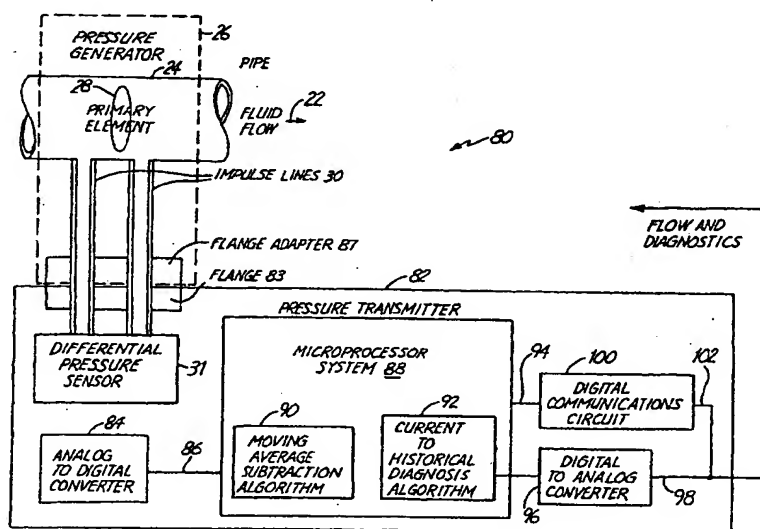 PRESSURE
GENERATOR
26
24
PIPE
28
PRIMARY
ELEMENT
FLUID
FLOW
22
80
IMPULSE LINES 30
FLOW AND
DIAGNOSTICS
FLANGE ADAPTER 87
FLANGE 83
82
PRESSURE TRANSMITTER
DIFFERENTIAL
PRESSURE
SENSOR
31
MICROPROCESSOR
SYSTEM 88
94
100
102
DIGITAL
COMMUNICATIONS
CIRCUIT
84
ANALOG
TO DIGITAL
CONVERTER
86
90
MOVING
AVERAGE
SUBTRACTION
ALGORITHM
92
CURRENT
TO
HISTORICAL
DIAGNOSIS
ALGORITHM
DIGITAL
TO ANALOG
CONVERTER
96
98